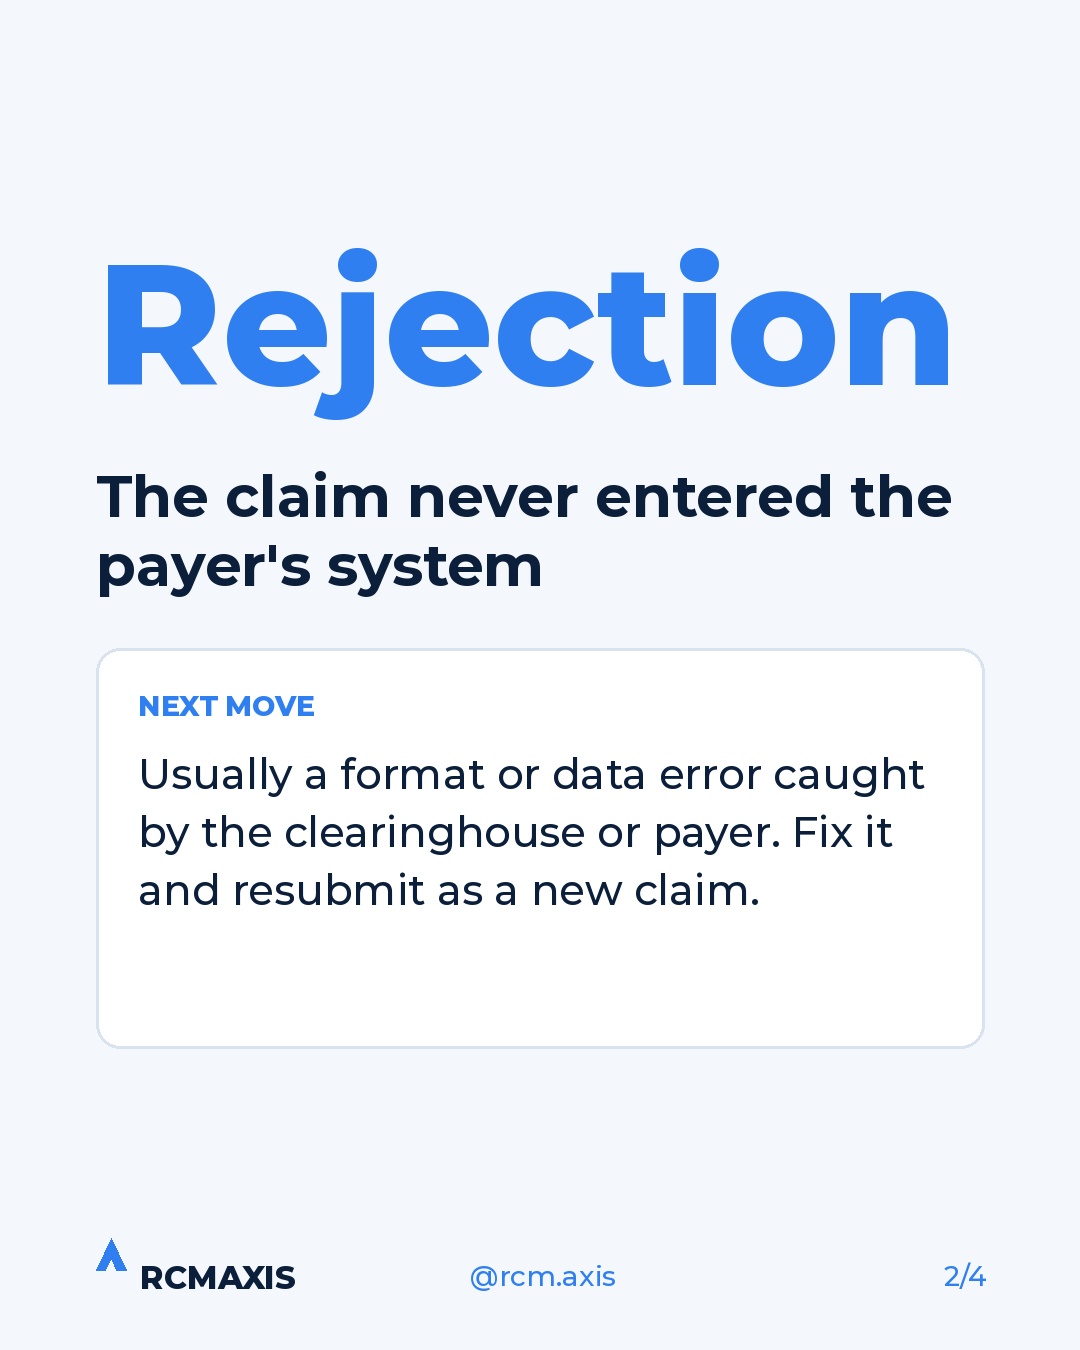 Rejection
The claim never entered the
payer's system
NEXT MOVE
Usually a format or data error caught
by the clearinghouse or payer. Fix it
and resubmit as a new claim.
RCMAXIS
@rcm.axis
2/4